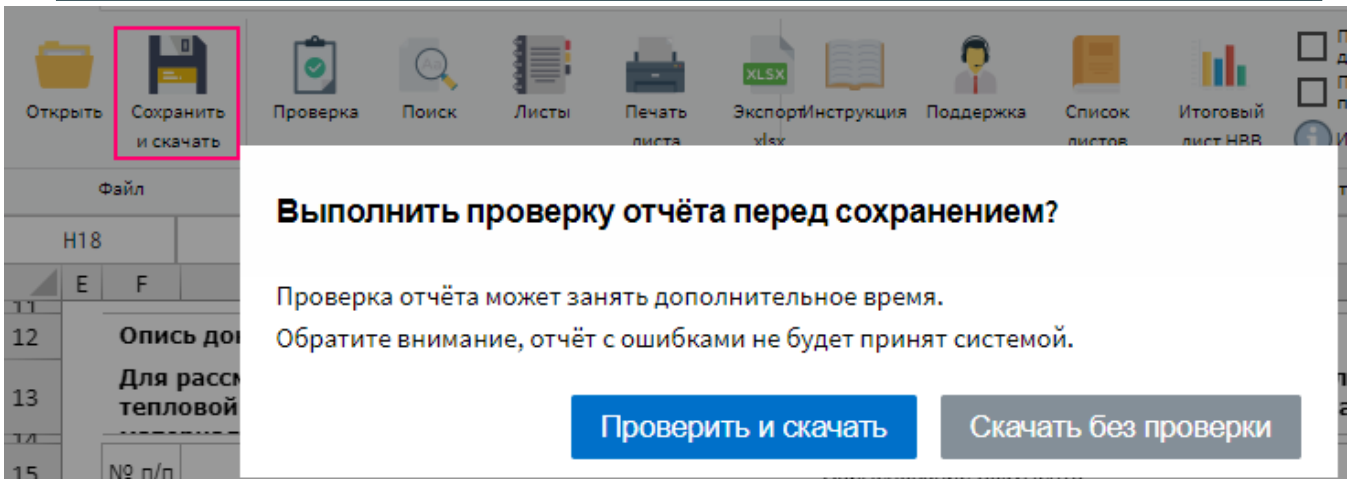 Открыть
Сохранить
и скачать
Проверка
Поиск
Листы
Печать
листа
XLSX
Экспорт
xlsx
Инструкция
Поддержка
Список
листов
Итоговый
лист НВВ
Файл
H18
E F
11
12 Опись
13 Для
тепловой
14
15 № п/п
Выполнить проверку отчёта перед сохранением?
Проверка отчёта может занять дополнительное время.
Обратите внимание, отчёт с ошибками не будет принят системой.
Проверить и скачать
Скачать без проверки